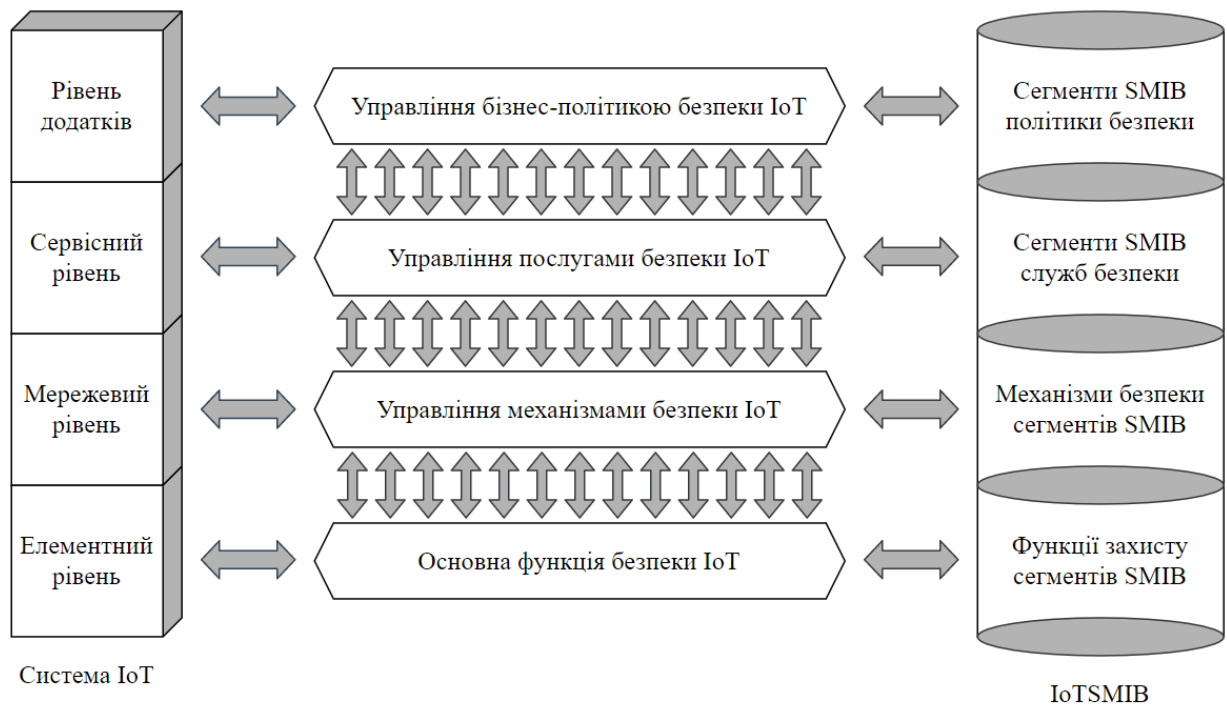 Рівень
додатків
Управління бізнес-політикою безпеки IoT
Сегменти SMIB
політики безпеки
Сервісний
рівень
Управління послугами безпеки IoT
Сегменти SMIB
служб безпеки
Мережевий
рівень
Управління механізмами безпеки IoT
Механізми безпеки
сегментів SMIB
Елементний
рівень
Основна функція безпеки IoT
Функції захисту
сегментів SMIB
Система IoT
IoTSMIB